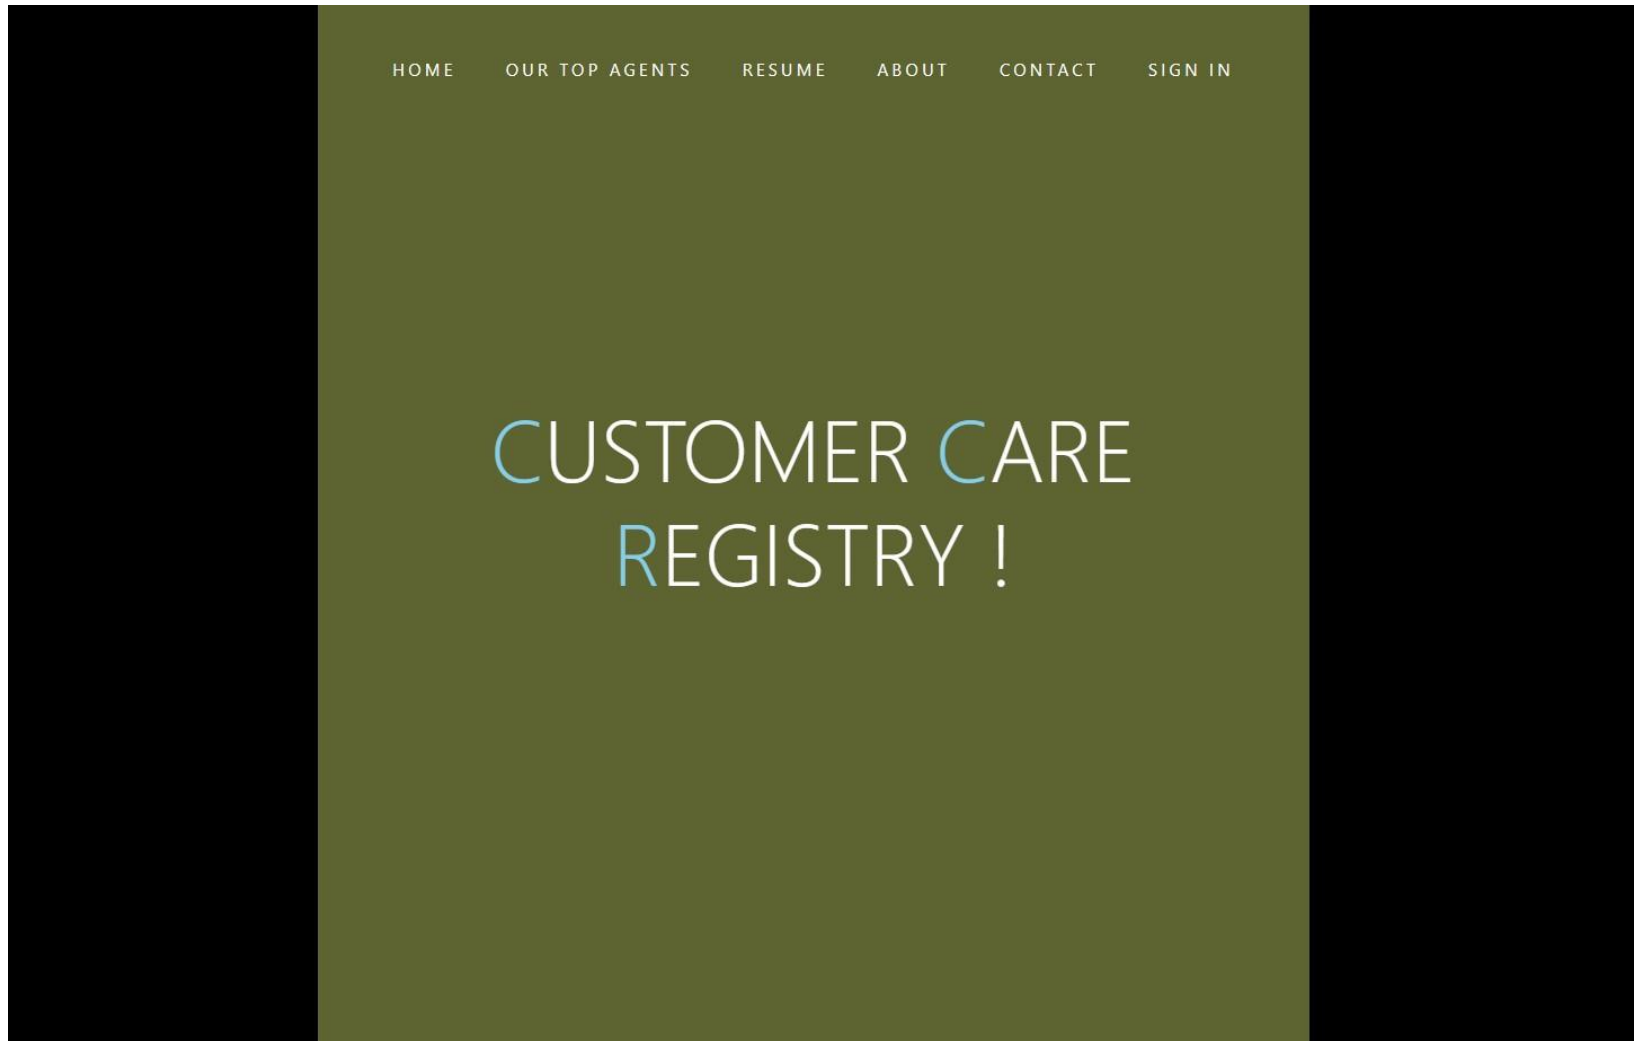 HOME OUR TOP AGENTS RESUME ABOUT CONTACT SIGN IN
CUSTOMER CARE
REGISTRY !